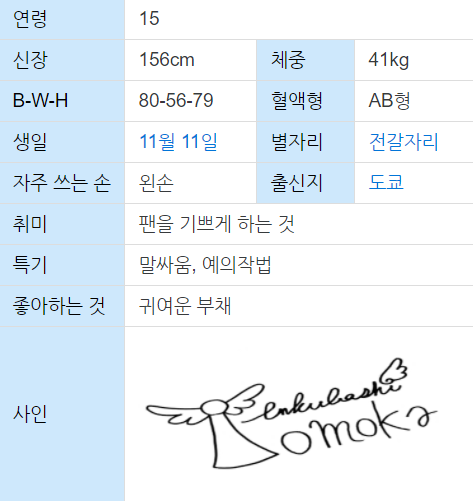 연령 15
신장 156cm 체중 41kg
B-W-H 80-56-79 혈액형 AB형
생일 11월 11일 별자리 전갈자리
자주 쓰는 손 왼손 출신지 도쿄
취미 팬을 기쁘게 하는 것
특기 말싸움, 예의작법
좋아하는 것 귀여운 부채
사인
Tenkubashi
Tomoka